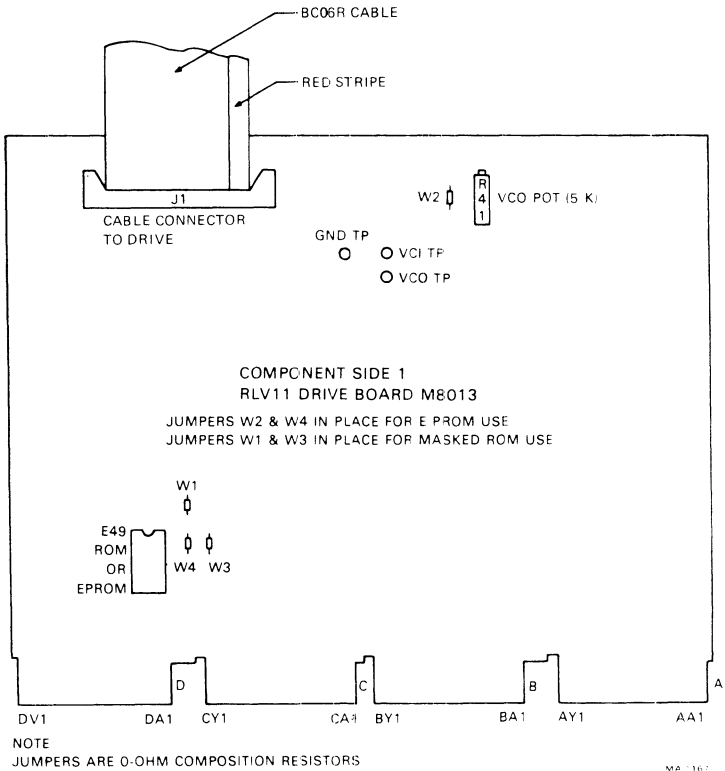 BC06R CABLE
RED STRIPE
J1
CABLE CONNECTOR
TO DRIVE
W2
R
4
1
VCO POT (5 K)
GND TP
VCI TP
VCO TP
COMPONENT SIDE 1
RLV11 DRIVE BOARD M8013
JUMPERS W2 & W4 IN PLACE FOR E PROM USE
JUMPERS W1 & W3 IN PLACE FOR MASKED ROM USE
W1
E49
ROM
OR
EPROM
W4 W3
D
C
B
A
DV1 DA1 CY1 CA1 BY1 BA1 AY1 AA1
NOTE
JUMPERS ARE 0-OHM COMPOSITION RESISTORS